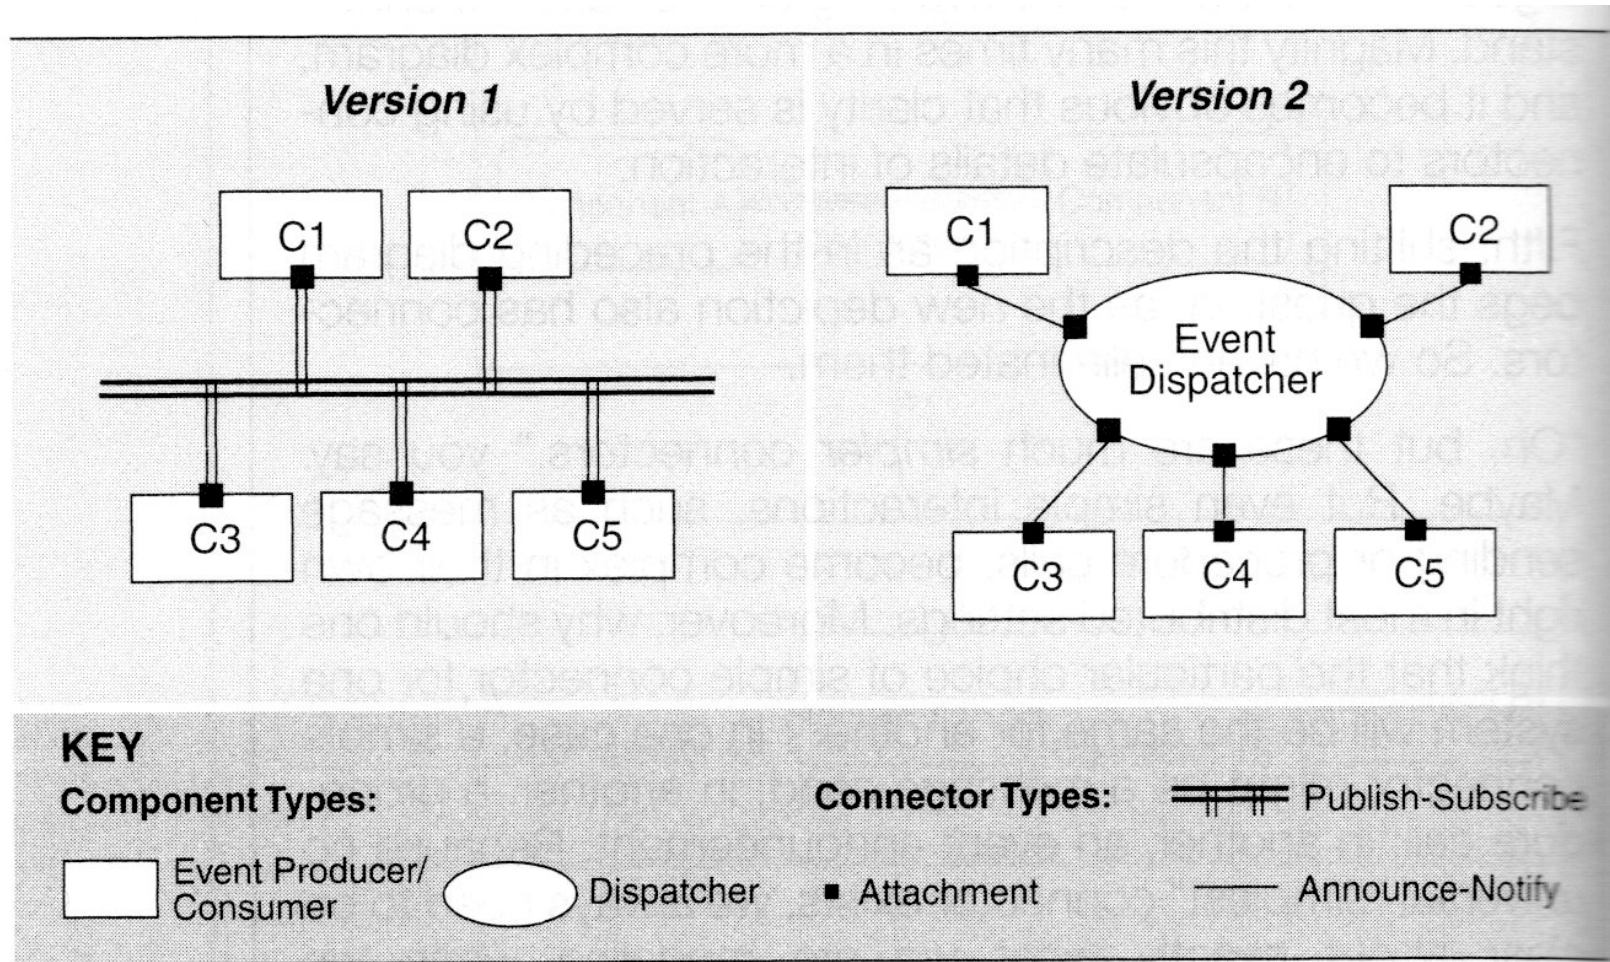 Version 1
Version 2
C1
C2
C3
C4
C5
C1
C2
Event
Dispatcher
C3
C4
C5
KEY
Component Types:
Event Producer/
Consumer
Dispatcher
Connector Types:
Publish-Subscribe
Attachment
Announce-Notify